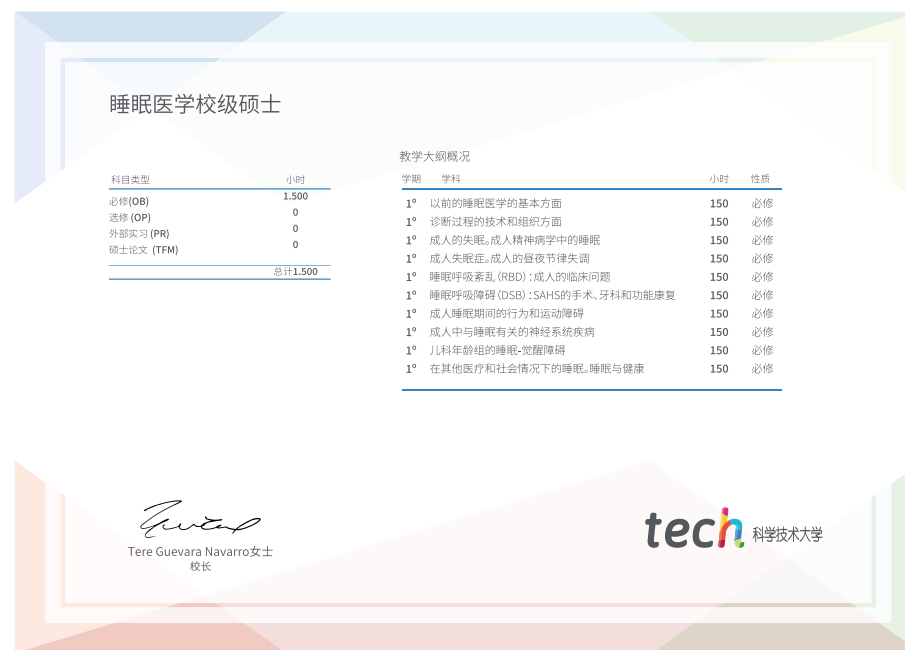 睡眠医学校级硕士
科目类型 小时
必修(OB) 1.500
选修 (OP) 0
外部实习 (PR) 0
硕士论文 (TFM) 0
总计1.500
教学大纲概况
学期 学科 小时 性质
1º 以前的睡眠医学的基本方面 150 必修
1º 诊断过程的技术和组织方面 150 必修
1º 成人的失眠。成人精神病学中的睡眠 150 必修
1º 成人失眠症。成人的昼夜节律失调 150 必修
1º 睡眠呼吸紊乱(RBD):成人的临床问题 150 必修
1º 睡眠呼吸障碍(DSB):SAHS的手术、牙科和功能康复 150 必修
1º 成人睡眠期间的行为和运动障碍 150 必修
1º 成人中与睡眠有关的神经系统疾病 150 必修
1º 儿科年龄组的睡眠-觉醒障碍 150 必修
1º 在其他医疗和社会情况下的睡眠。睡眠与健康 150 必修
Tere Guevara Navarro女士
校长
tech 科学技术大学